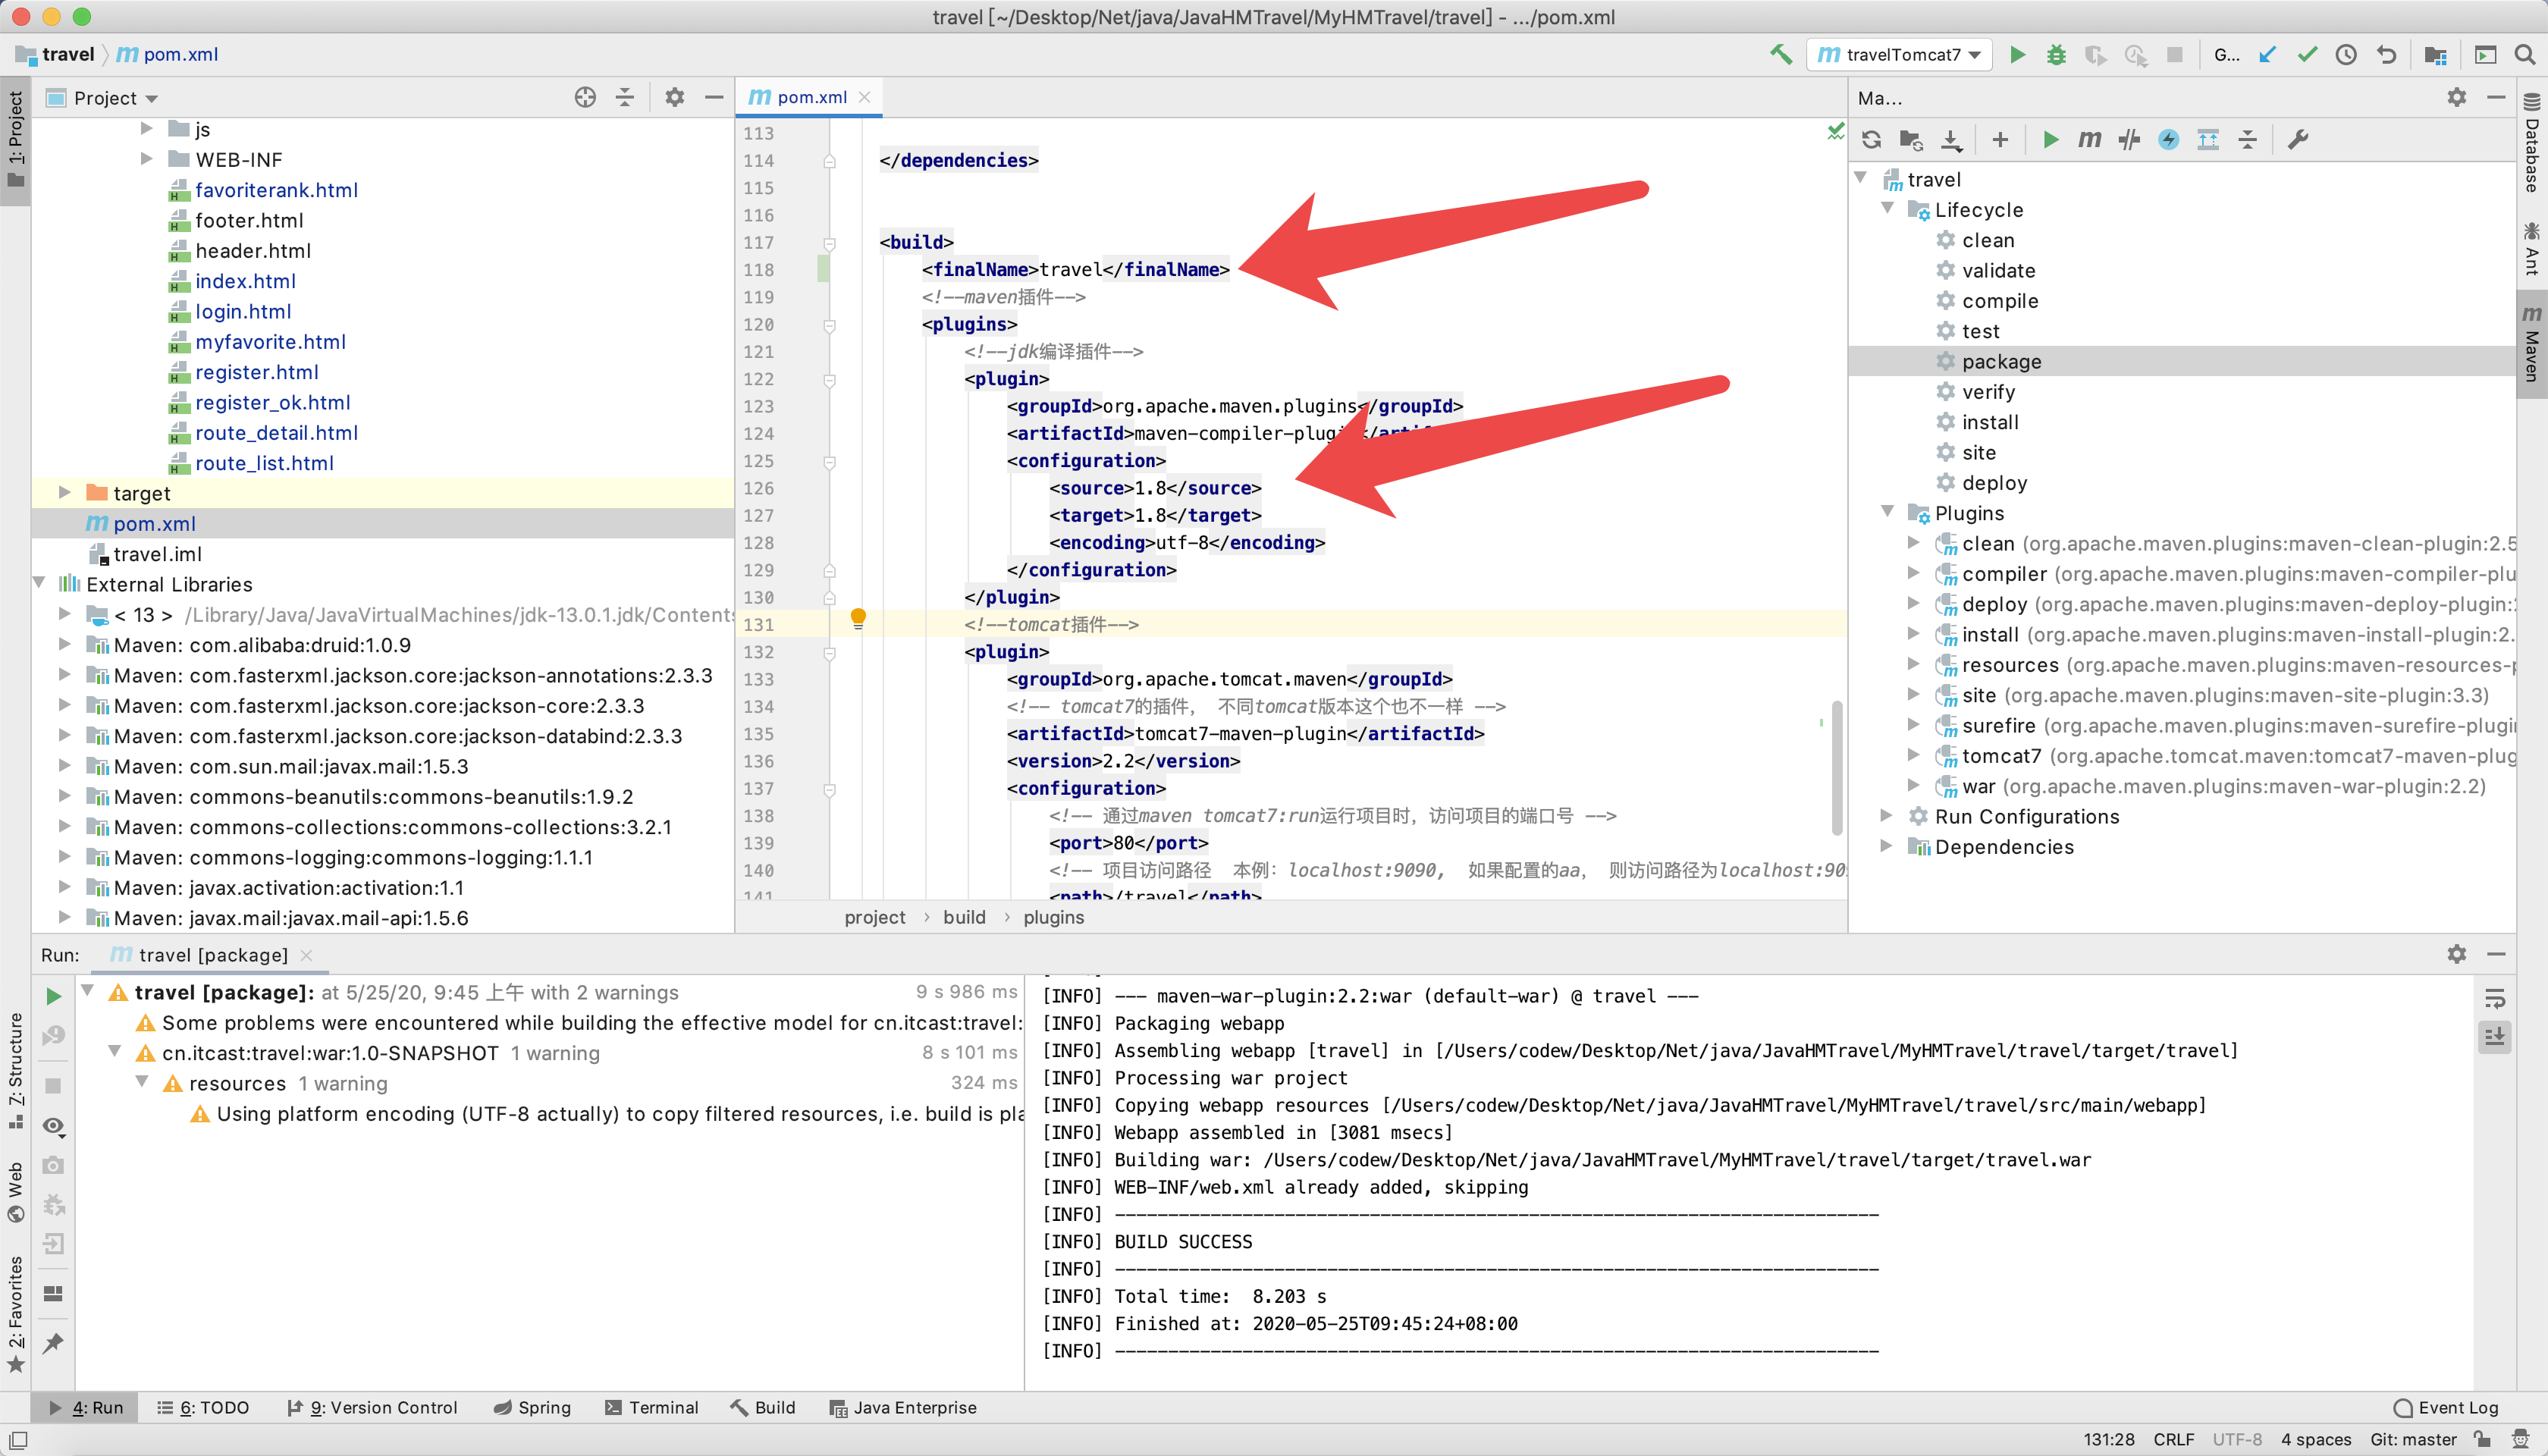 travel [~/Desktop/Net/java/JavaHMTravel/MyHMTravel/travel] - .../pom.xml
travel
pom.xml
travelTomcat7
G...
1: Project
Project
js
WEB-INF
favoriterank.html
footer.html
header.html
index.html
login.html
myfavorite.html
register.html
register_ok.html
route_detail.html
route_list.html
target
pom.xml
travel.iml
External Libraries
< 13 > /Library/Java/JavaVirtualMachines/jdk-13.0.1.jdk/Content
Maven: com.alibaba:druid:1.0.9
Maven: com.fasterxml.jackson.core:jackson-annotations:2.3.3
Maven: com.fasterxml.jackson.core:jackson-core:2.3.3
Maven: com.fasterxml.jackson.core:jackson-databind:2.3.3
Maven: com.sun.mail:javax.mail:1.5.3
Maven: commons-beanutils:commons-beanutils:1.9.2
Maven: commons-collections:commons-collections:3.2.1
Maven: commons-logging:commons-logging:1.1.1
Maven: javax.activation:activation:1.1
Maven: javax.mail:javax.mail-api:1.5.6
pom.xml
113
114 </dependencies>
115
116
117 <build>
118 <finalName>travel</finalName>
119 <!--maven插件-->
120 <plugins>
121 <!--jdk编译插件-->
122 <plugin>
123 <groupId>org.apache.maven.plugins</groupId>
124 <artifactId>maven-compiler-plugin
125 <configuration>
126 <source>1.8</source>
127 <target>1.8</target>
128 <encoding>utf-8</encoding>
129 </configuration>
130 </plugin>
131 <!--tomcat插件-->
132 <plugin>
133 <groupId>org.apache.tomcat.maven</groupId>
134 <!-- tomcat7的插件， 不同tomcat版本这个也不一样 -->
135 <artifactId>tomcat7-maven-plugin</artifactId>
136 <version>2.2</version>
137 <configuration>
138 <!-- 通过maven tomcat7:run运行项目时，访问项目的端口号 -->
139 <port>80</port>
140 <!-- 项目访问路径 本例：localhost:9090, 如果配置的aa， 则访问路径为localhost:90
141 <path>/travel</path>
project > build > plugins
Ma...
travel
Lifecycle
clean
validate
compile
test
package
verify
install
site
deploy
Plugins
clean (org.apache.maven.plugins:maven-clean-plugin:2.5
compiler (org.apache.maven.plugins:maven-compiler-plu
deploy (org.apache.maven.plugins:maven-deploy-plugin:
install (org.apache.maven.plugins:maven-install-plugin:2.
resources (org.apache.maven.plugins:maven-resources-p
site (org.apache.maven.plugins:maven-site-plugin:3.3)
surefire (org.apache.maven.plugins:maven-surefire-plugi
tomcat7 (org.apache.tomcat.maven:tomcat7-maven-plug
war (org.apache.maven.plugins:maven-war-plugin:2.2)
Run Configurations
Dependencies
Database
Ant
Maven
Run: travel [package]
travel [package]: at 5/25/20, 9:45 上午 with 2 warnings 9 s 986 ms
Some problems were encountered while building the effective model for cn.itcast:travel:
cn.itcast:travel:war:1.0-SNAPSHOT 1 warning 8 s 101 ms
resources 1 warning 324 ms
Using platform encoding (UTF-8 actually) to copy filtered resources, i.e. build is pla
[INFO] --- maven-war-plugin:2.2:war (default-war) @ travel ---
[INFO] Packaging webapp
[INFO] Assembling webapp [travel] in [/Users/codew/Desktop/Net/java/JavaHMTravel/MyHMTravel/travel/target/travel]
[INFO] Processing war project
[INFO] Copying webapp resources [/Users/codew/Desktop/Net/java/JavaHMTravel/MyHMTravel/travel/src/main/webapp]
[INFO] Webapp assembled in [3081 msecs]
[INFO] Building war: /Users/codew/Desktop/Net/java/JavaHMTravel/MyHMTravel/travel/target/travel.war
[INFO] WEB-INF/web.xml already added, skipping
[INFO] ------------------------------------------------------------------------
[INFO] BUILD SUCCESS
[INFO] ------------------------------------------------------------------------
[INFO] Total time:  8.203 s
[INFO] Finished at: 2020-05-25T09:45:24+08:00
[INFO] ------------------------------------------------------------------------
Z: Structure
Web
2: Favorites
4: Run
6: TODO
9: Version Control
Spring
Terminal
Build
Java Enterprise
Event Log
131:28 CRLF UTF-8 4 spaces Git: master